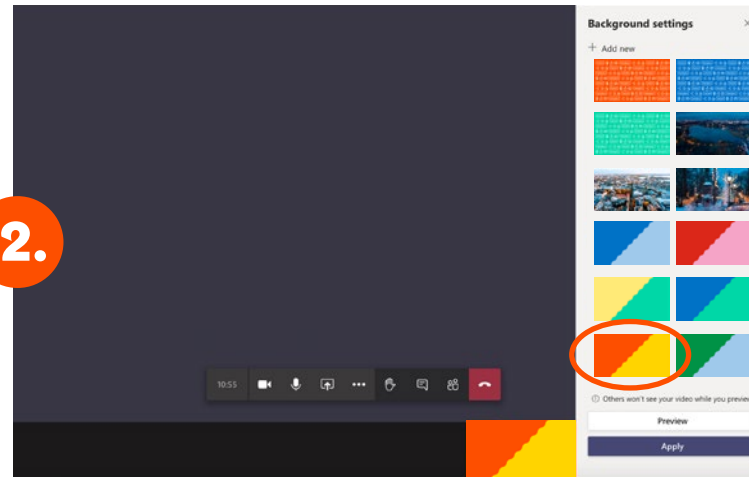 Background settings
+ Add new
2.
10:55
Others won't see your video while you preview
Preview
Apply